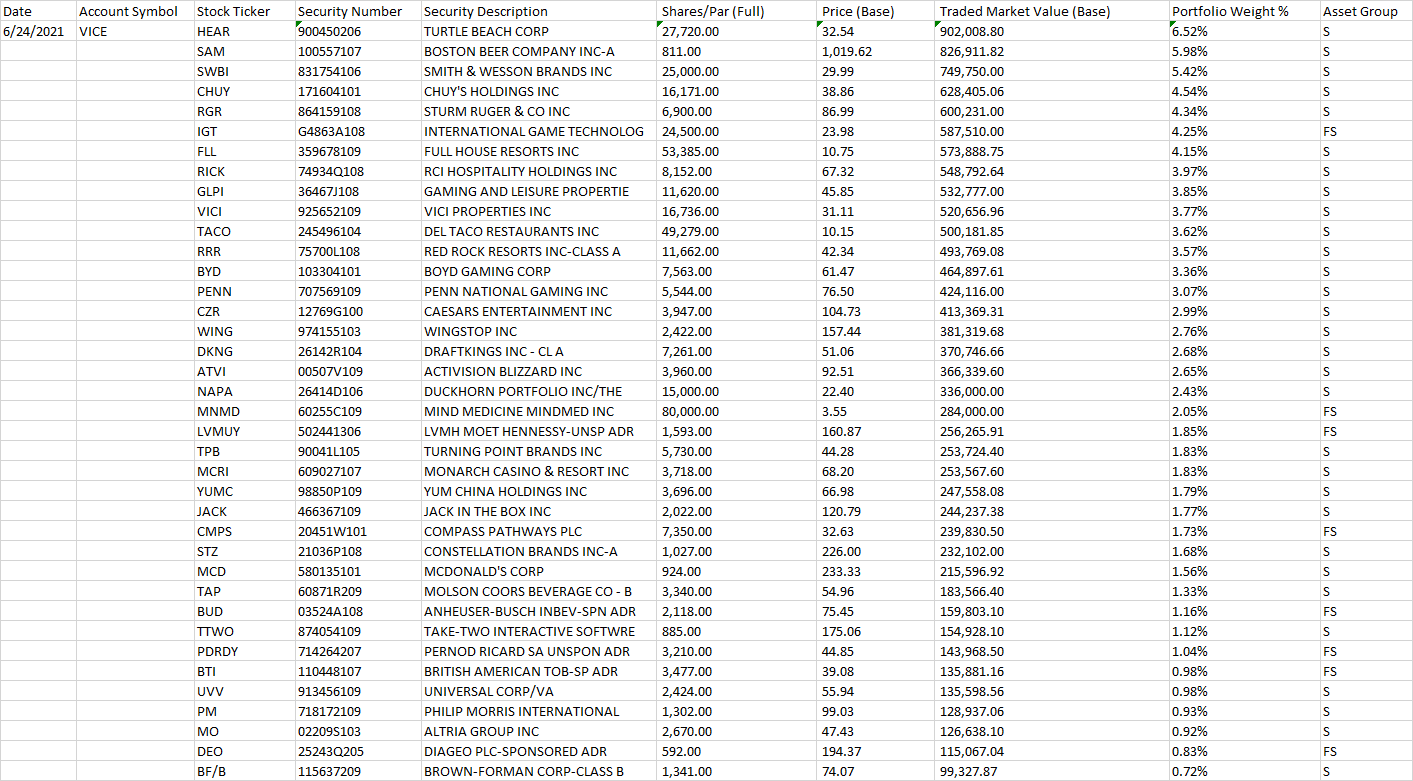 Date Account Symbol Stock Ticker Security Number Security Description Shares/Par (Full) Price (Base) Traded Market Value (Base) Portfolio Weight % Asset Group
6/24/2021 VICE HEAR 900450206 TURTLE BEACH CORP 27,720.00 32.54 902,008.80 6.52% S
SAM 100557107 BOSTON BEER COMPANY INC-A 811.00 1,019.62 826,911.82 5.98% S
SWBI 831754106 SMITH & WESSON BRANDS INC 25,000.00 29.99 749,750.00 5.42% S
CHUY 171604101 CHUY'S HOLDINGS INC 16,171.00 38.86 628,405.06 4.54% S
RGR 864159108 STURM RUGER & CO INC 6,900.00 86.99 600,231.00 4.34% S
IGT G4863A108 INTERNATIONAL GAME TECHNOLOG 24,500.00 23.98 587,510.00 4.25% FS
FLL 359678109 FULL HOUSE RESORTS INC 53,385.00 10.75 573,888.75 4.15% S
RICK 74934Q108 RCI HOSPITALITY HOLDINGS INC 8,152.00 67.32 548,792.64 3.97% S
GLPI 36467J108 GAMING AND LEISURE PROPERTIE 11,620.00 45.85 532,777.00 3.85% S
VICI 925652109 VICI PROPERTIES INC 16,736.00 31.11 520,656.96 3.77% S
TACO 245496104 DEL TACO RESTAURANTS INC 49,279.00 10.15 500,181.85 3.62% S
RRR 75700L108 RED ROCK RESORTS INC-CLASS A 11,662.00 42.34 493,769.08 3.57% S
BYD 103304101 BOYD GAMING CORP 7,563.00 61.47 464,897.61 3.36% S
PENN 707569109 PENN NATIONAL GAMING INC 5,544.00 76.50 424,116.00 3.07% S
CZR 12769G100 CAESARS ENTERTAINMENT INC 3,947.00 104.73 413,369.31 2.99% S
WING 974155103 WINGSTOP INC 2,422.00 157.44 381,319.68 2.76% S
DKNG 26142R104 DRAFTKINGS INC - CL A 7,261.00 51.06 370,746.66 2.68% S
ATVI 00507V109 ACTIVISION BLIZZARD INC 3,960.00 92.51 366,339.60 2.65% S
NAPA 26414D106 DUCKHORN PORTFOLIO INC/THE 15,000.00 22.40 336,000.00 2.43% S
MNMD 60255C109 MIND MEDICINE MINDMED INC 80,000.00 3.55 284,000.00 2.05% FS
LVMUY 502441306 LVMH MOET HENNESSY-UNSP ADR 1,593.00 160.87 256,265.91 1.85% FS
TPB 90041L105 TURNING POINT BRANDS INC 5,730.00 44.28 253,724.40 1.83% S
MCRI 609027107 MONARCH CASINO & RESORT INC 3,718.00 68.20 253,567.60 1.83% S
YUMC 98850P109 YUM CHINA HOLDINGS INC 3,696.00 66.98 247,558.08 1.79% S
JACK 466367109 JACK IN THE BOX INC 2,022.00 120.79 244,237.38 1.77% S
CMPS 20451W101 COMPASS PATHWAYS PLC 7,350.00 32.63 239,830.50 1.73% FS
STZ 21036P108 CONSTELLATION BRANDS INC-A 1,027.00 226.00 232,102.00 1.68% S
MCD 580135101 MCDONALD'S CORP 924.00 233.33 215,596.92 1.56% S
TAP 60871R209 MOLSON COORS BEVERAGE CO - B 3,340.00 54.96 183,566.40 1.33% S
BUD 03524A108 ANHEUSER-BUSCH INBEV-SPN ADR 2,118.00 75.45 159,803.10 1.16% FS
TTWO 874054109 TAKE-TWO INTERACTIVE SOFTWRE 885.00 175.06 154,928.10 1.12% S
PDRDY 714264207 PERNOD RICARD SA UNSPON ADR 3,210.00 44.85 143,968.50 1.04% FS
BTI 110448107 BRITISH AMERICAN TOB-SP ADR 3,477.00 39.08 135,881.16 0.98% FS
UVV 913456109 UNIVERSAL CORP/VA 2,424.00 55.94 135,598.56 0.98% S
PM 718172109 PHILIP MORRIS INTERNATIONAL 1,302.00 99.03 128,937.06 0.93% S
MO 02209S103 ALTRIA GROUP INC 2,670.00 47.43 126,638.10 0.92% S
DEO 25243Q205 DIAGEO PLC-SPONSORED ADR 592.00 194.37 115,067.04 0.83% FS
BF/B 115637209 BROWN-FORMAN CORP-CLASS B 1,341.00 74.07 99,327.87 0.72% S